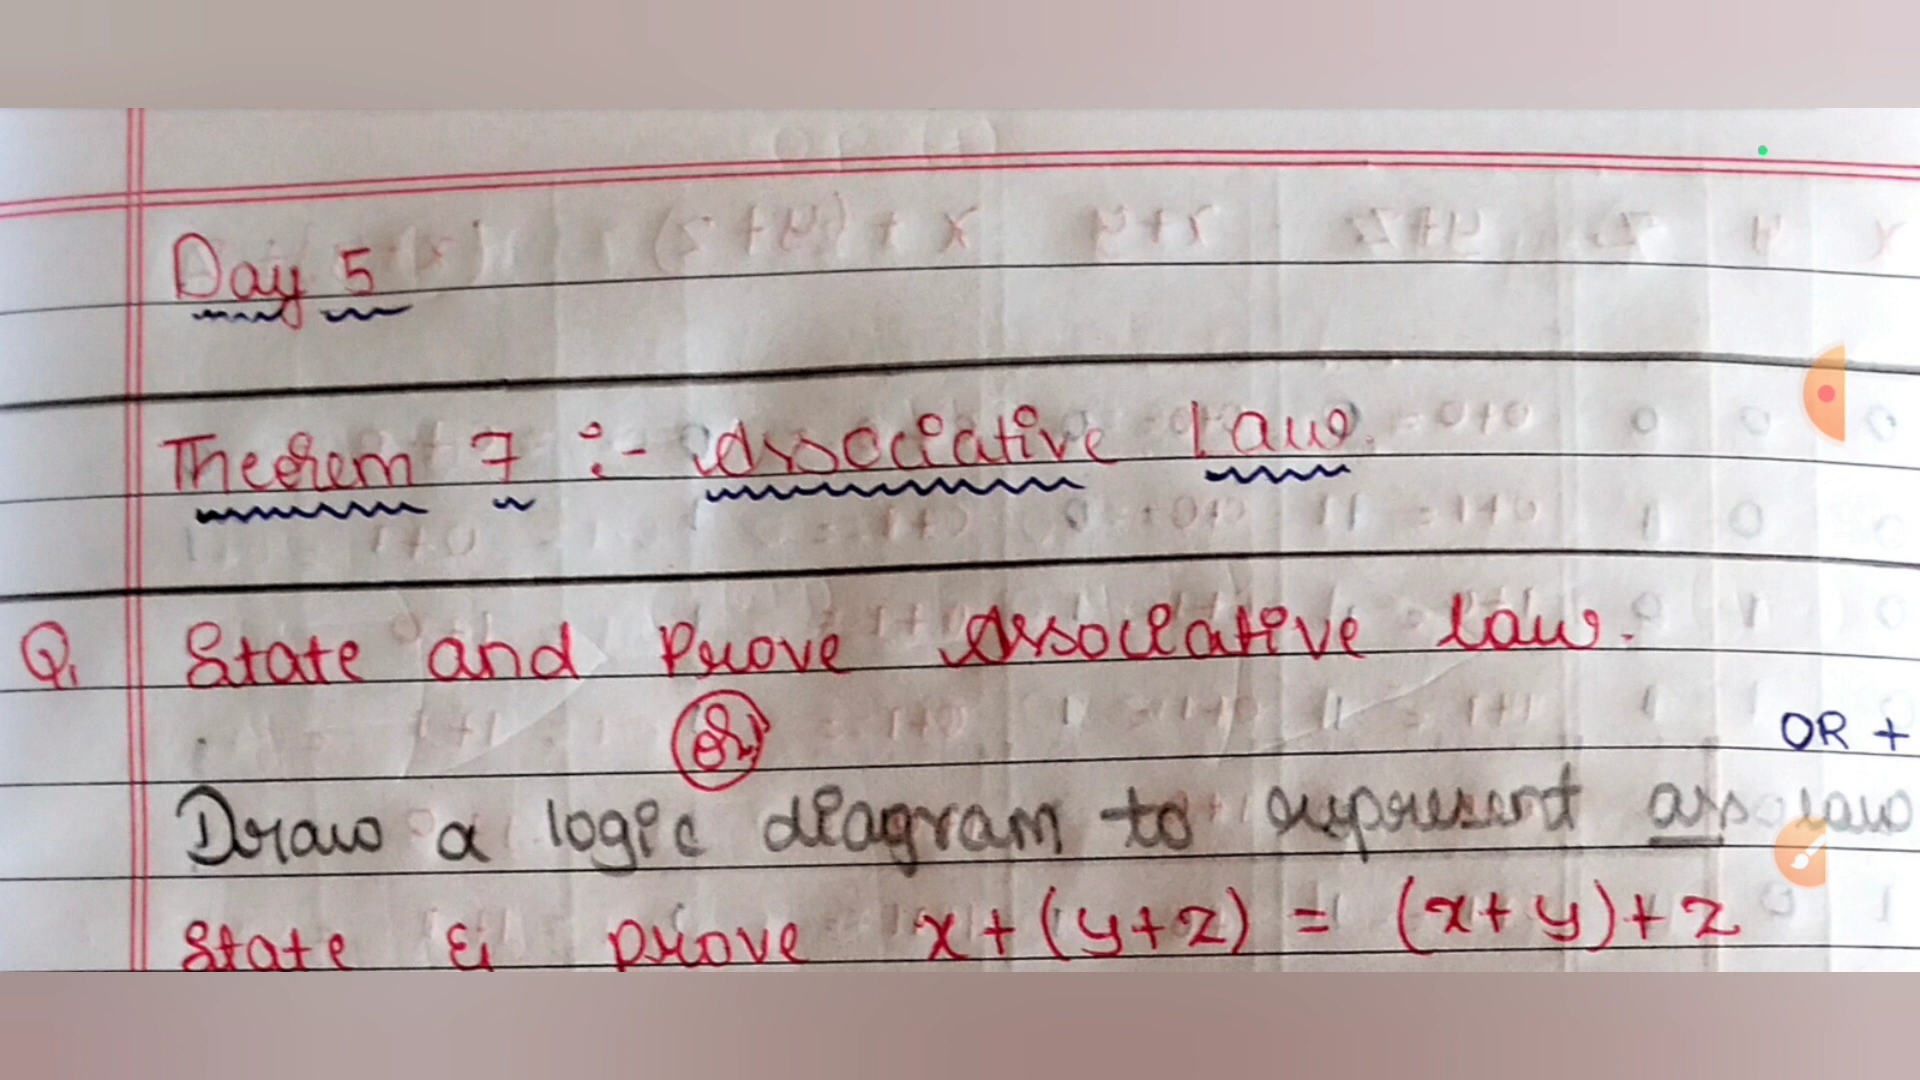 Day 5
Theorem 7 :- Associative Law.
Q. State and Prove Associative law.
OR
OR +
Draw a logic diagram to represent ass law
State & prove x+(y+z) = (x+y)+z